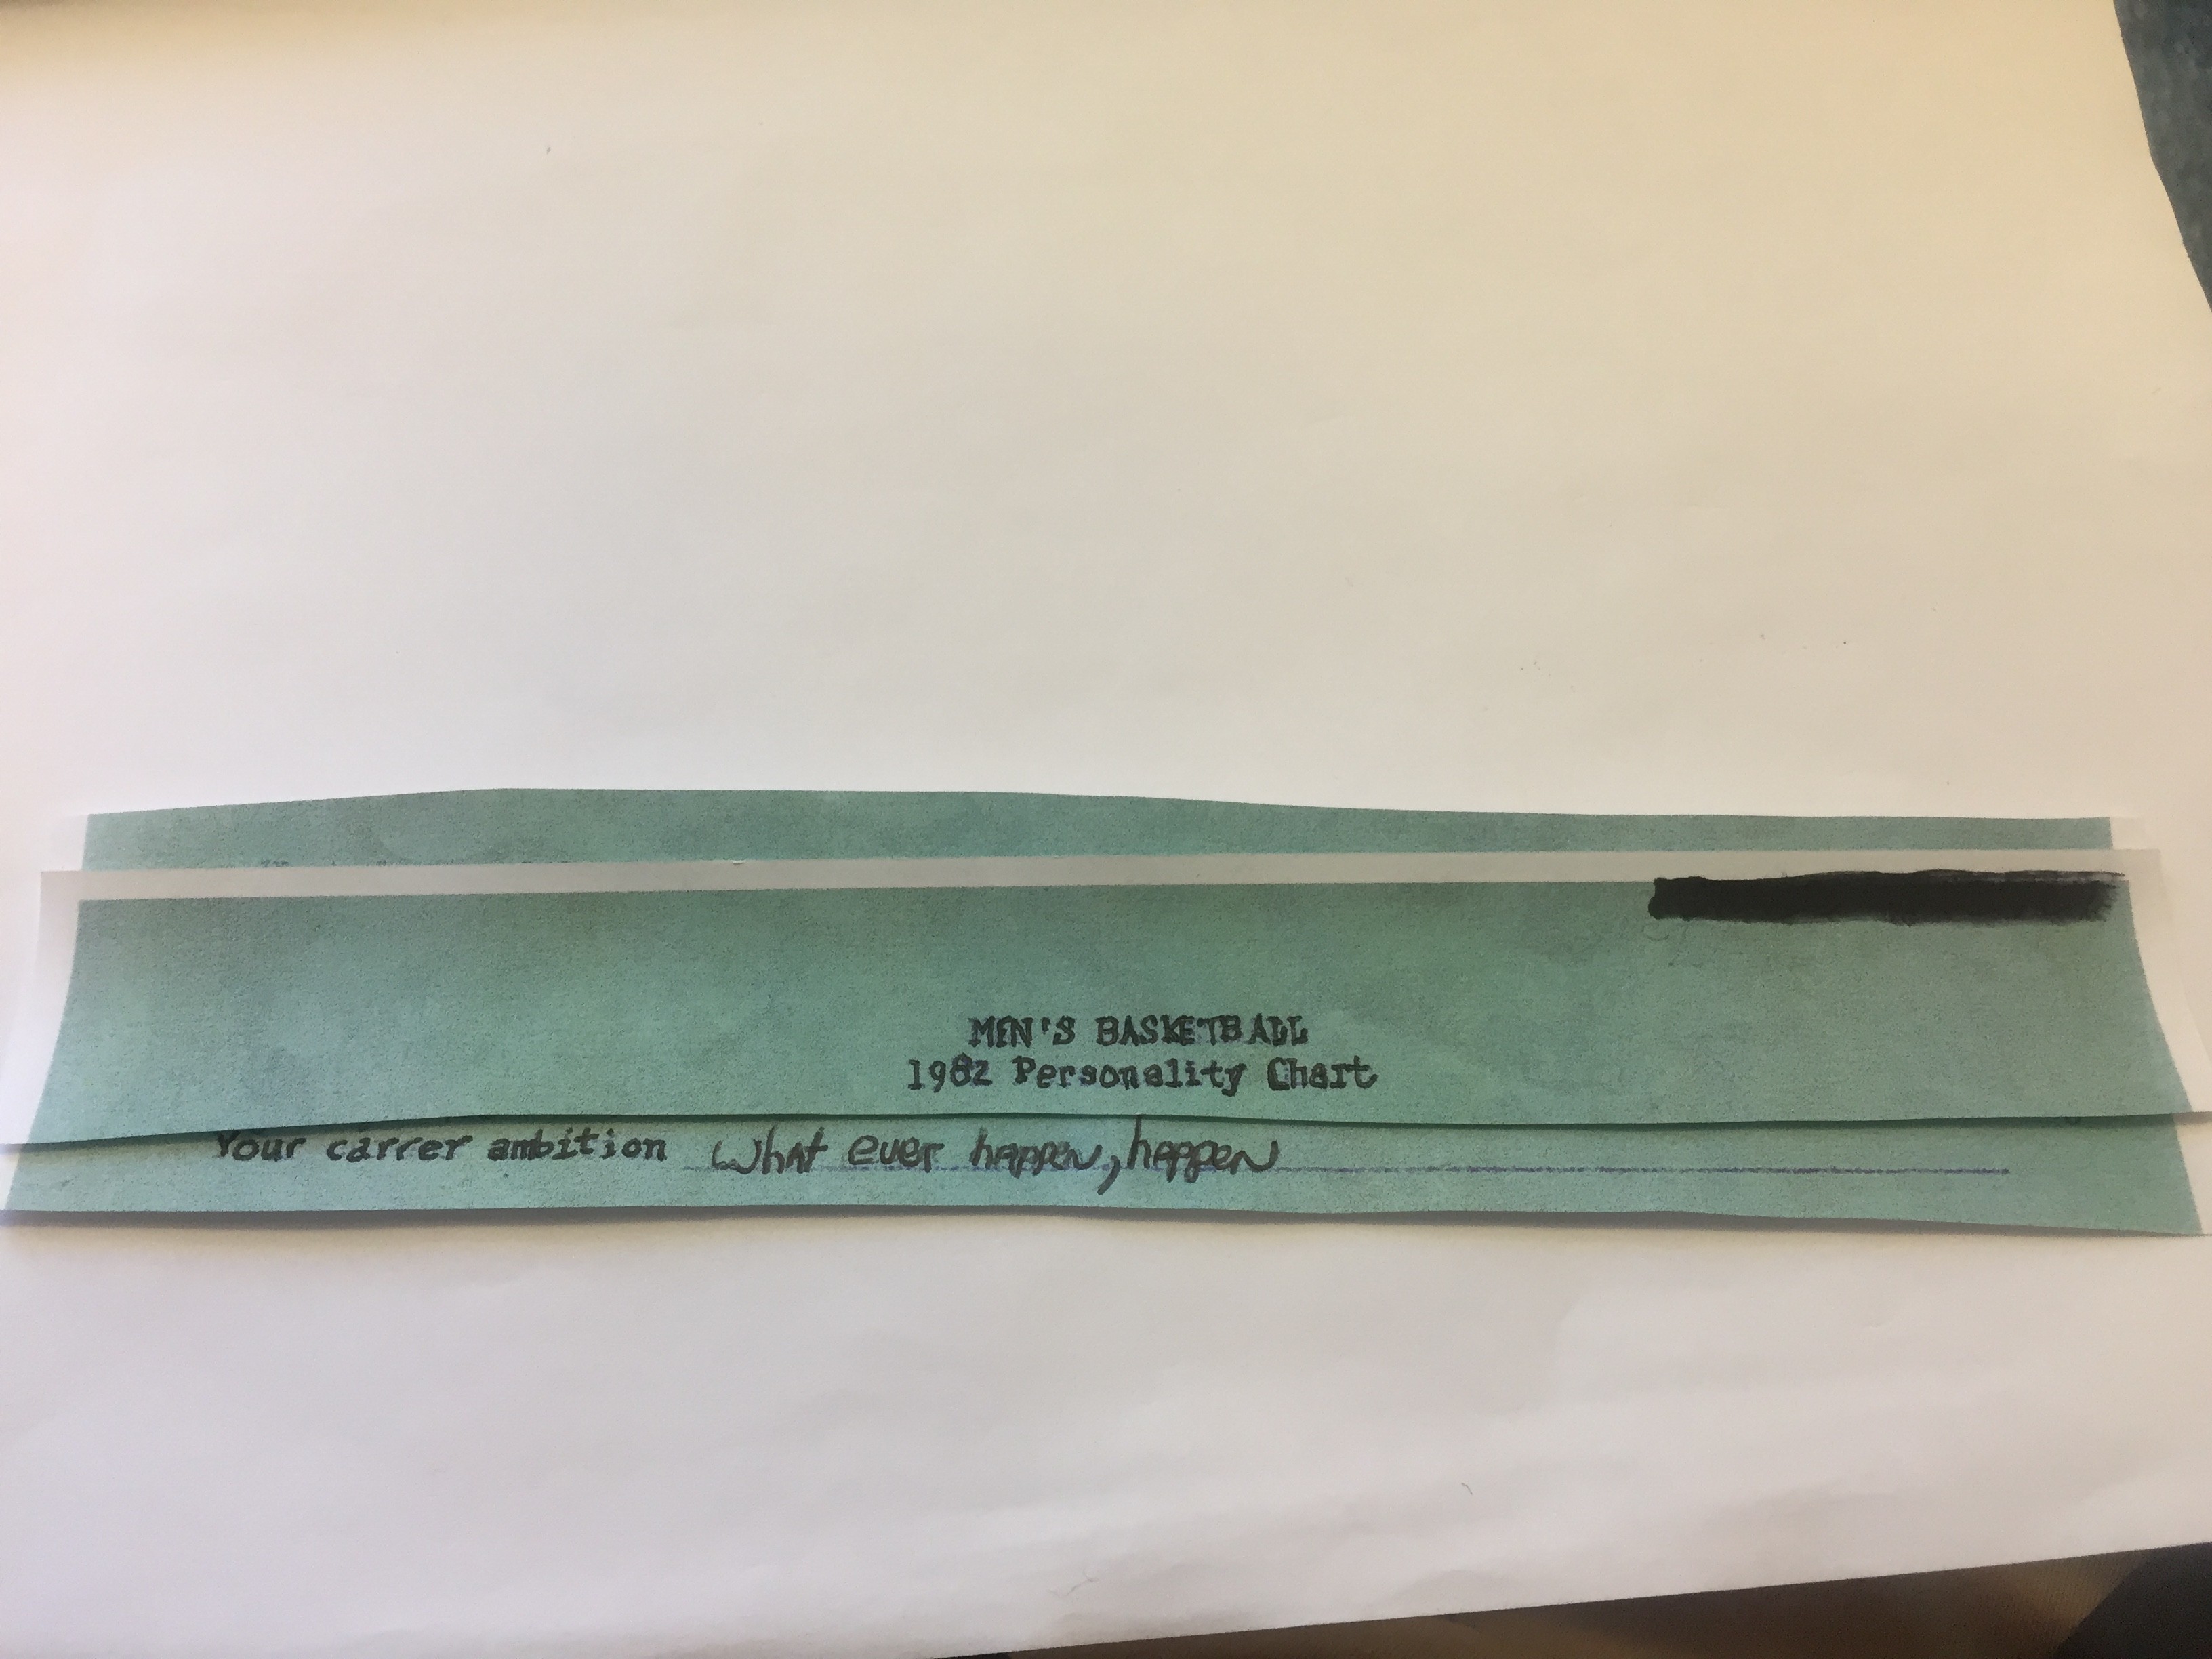 MEN'S BASKETBALL
1982 Personality Chart
Your carrer ambition what ever happen, happen